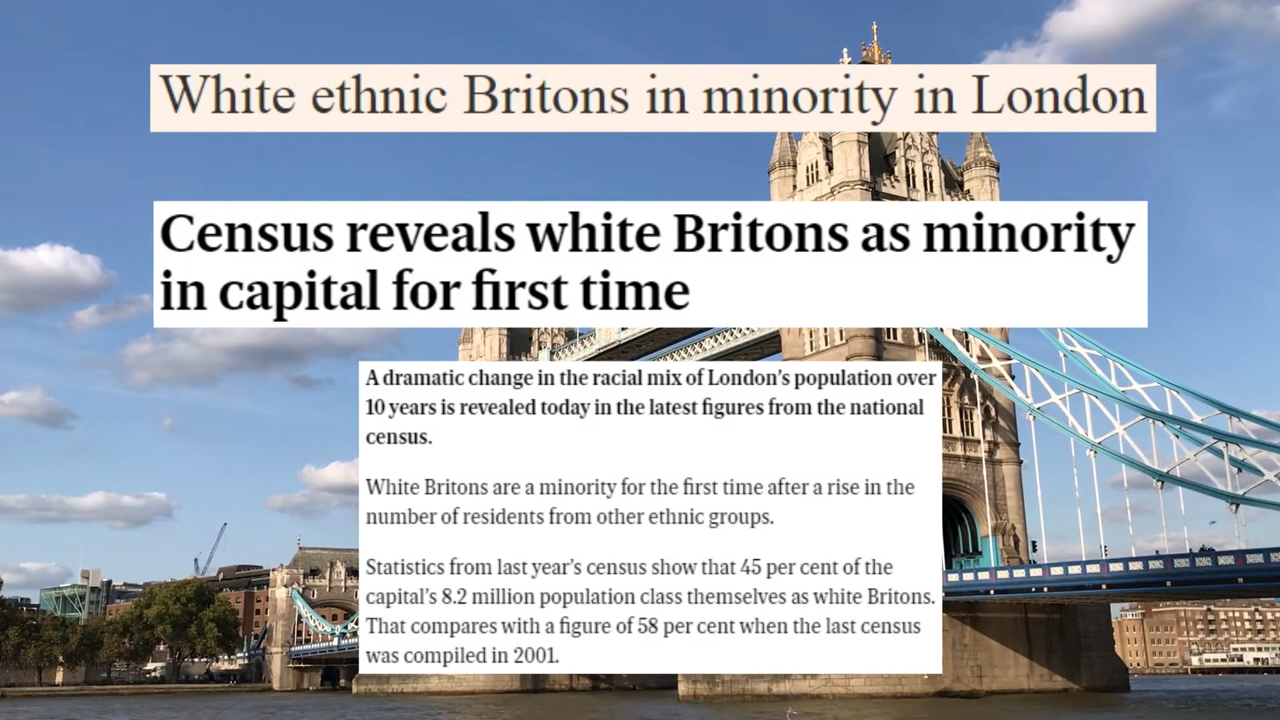 White ethnic Britons in minority in London
Census reveals white Britons as minority
in capital for first time
A dramatic change in the racial mix of London's population over
10 years is revealed today in the latest figures from the national
census.
White Britons are a minority for the first time after a rise in the
number of residents from other ethnic groups.
Statistics from last year's census show that 45 per cent of the
capital's 8.2 million population class themselves as white Britons.
That compares with a figure of 58 per cent when the last census
was compiled in 2001.